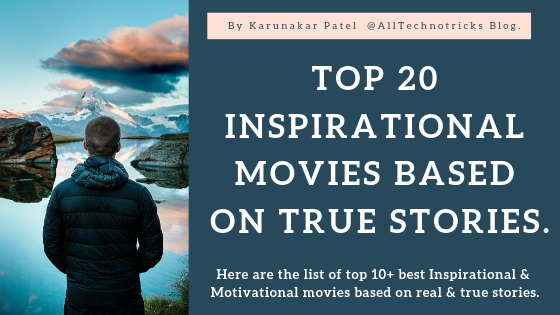 By Karunakar Patel @AllTechnotricks Blog.
TOP 20
INSPIRATIONAL
MOVIES BASED
ON TRUE STORIES.
Here are the list of top 10+ best Inspirational &
Motivational movies based on real & true stories.